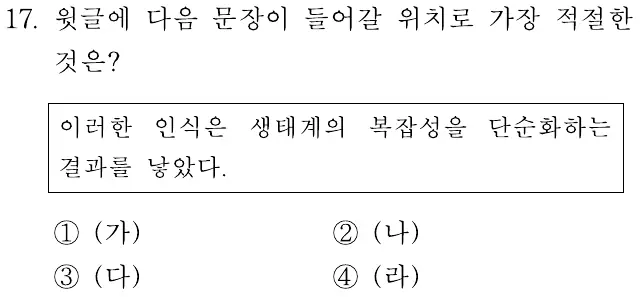 17. 윗글에 다음 문장이 들어갈 위치로 가장 적절한
것은?
이러한 인식은 생태계의 복잡성을 단순화하는
결과를 낳았다.
① (가) ② (나)
③ (다) ④ (라)